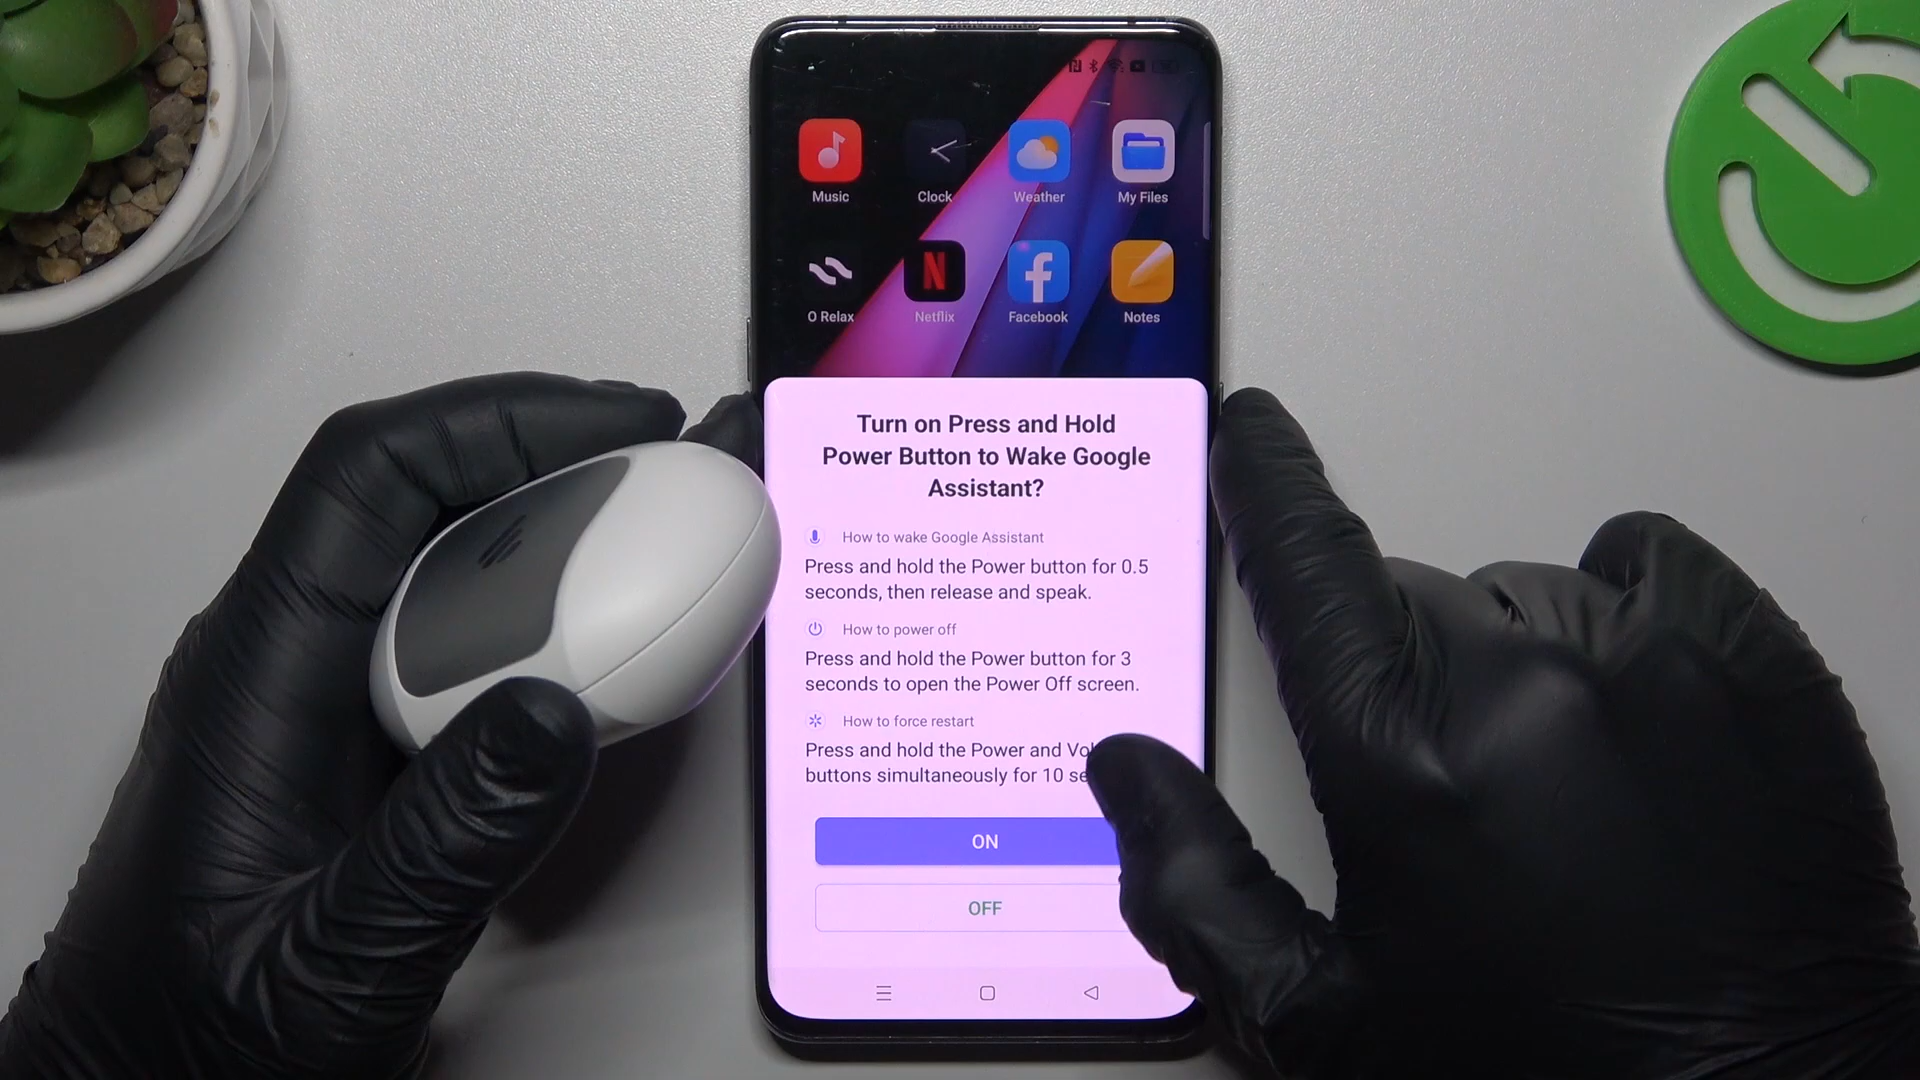 Music Clock Weather My Files
O Relax Netflix Facebook Notes
Turn on Press and Hold
Power Button to Wake Google
Assistant?
How to wake Google Assistant
Press and hold the Power button for 0.5
seconds, then release and speak.
How to power off
Press and hold the Power button for 3
seconds to open the Power Off screen.
How to force restart
Press and hold the Power and
buttons simultaneously for 10
ON
OFF